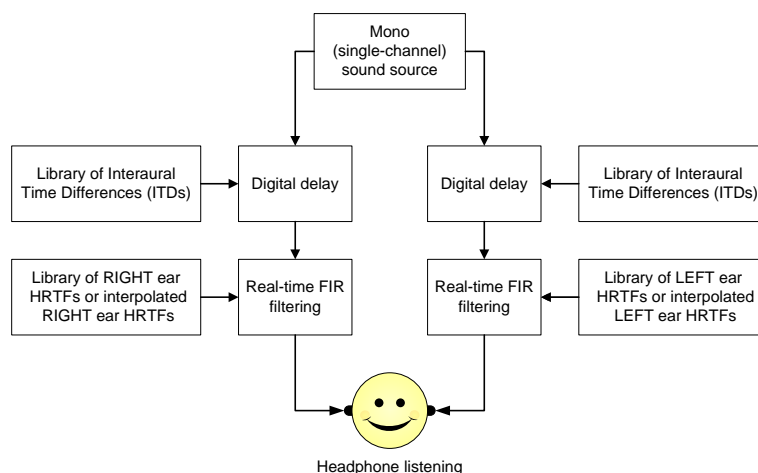 Mono
(single-channel)
sound source
Library of Interaural
Time Differences (ITDs)
Digital delay
Digital delay
Library of Interaural
Time Differences (ITDs)
Library of RIGHT ear
HRTFs or interpolated
RIGHT ear HRTFs
Real-time FIR
filtering
Real-time FIR
filtering
Library of LEFT ear
HRTFs or interpolated
LEFT ear HRTFs
Headphone listening